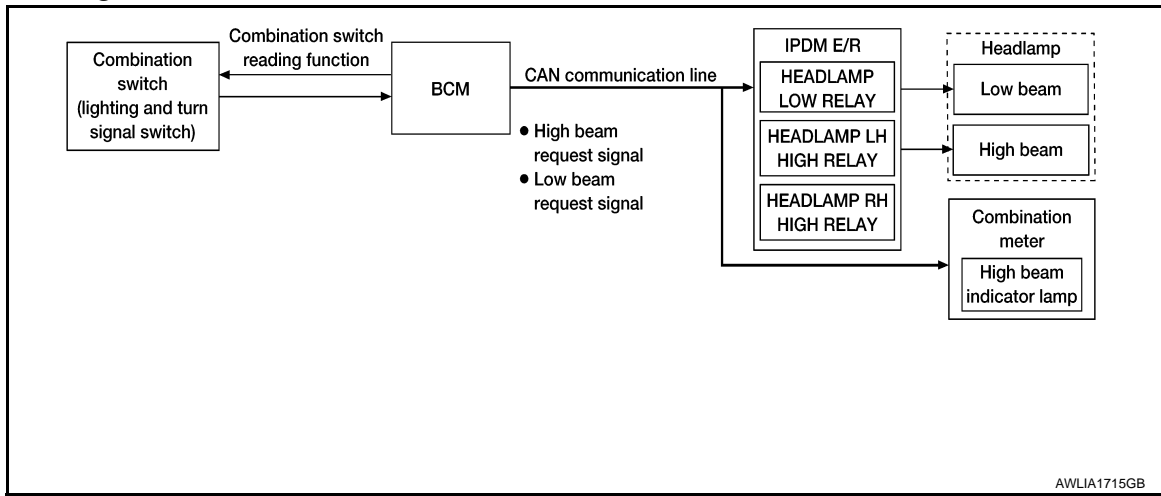 Combination
switch
(lighting and turn
signal switch)
Combination switch
reading function
BCM
CAN communication line
● High beam
request signal
● Low beam
request signal
IPDM E/R
HEADLAMP
LOW RELAY
HEADLAMP LH
HIGH RELAY
HEADLAMP RH
HIGH RELAY
Headlamp
Low beam
High beam
Combination
meter
High beam
indicator lamp
AWLIA1715GB